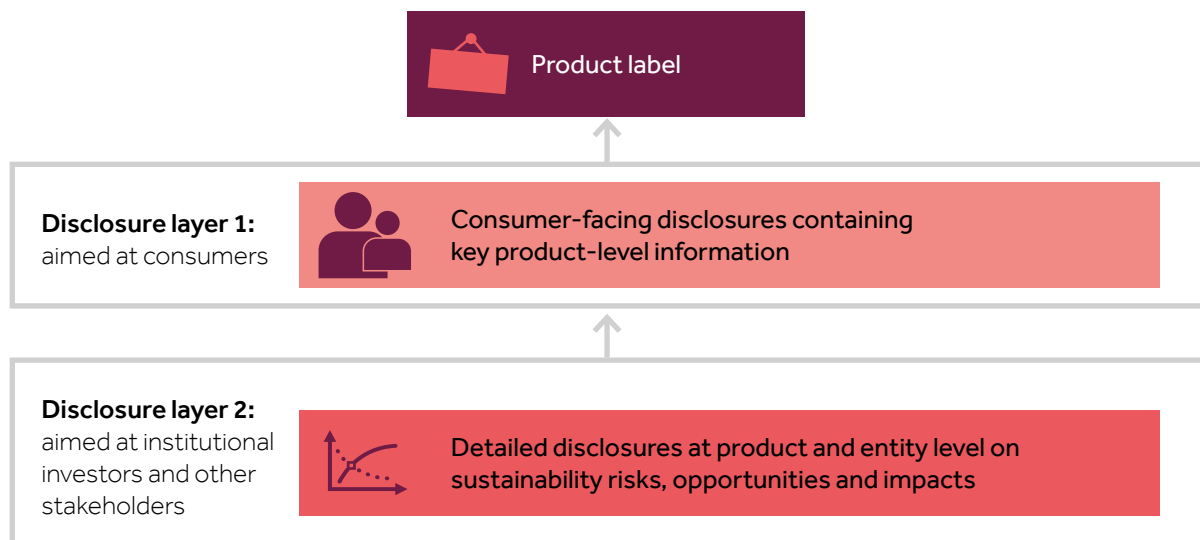 Product label
Disclosure layer 1:
aimed at consumers
Consumer-facing disclosures containing
key product-level information
Disclosure layer 2:
aimed at institutional
investors and other
stakeholders
Detailed disclosures at product and entity level on
sustainability risks, opportunities and impacts